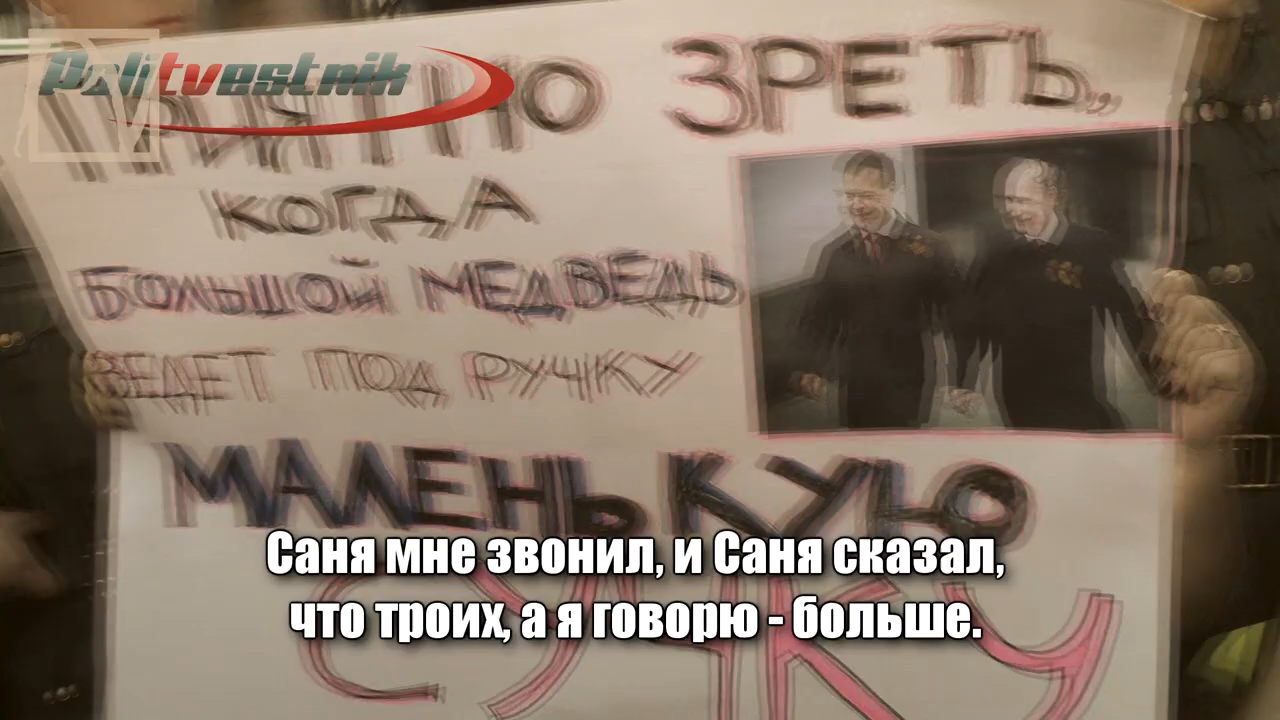 Politvestnik
ПРИЯТНО ЗРЕТЬ,,
КОГДА
БОЛЬШОЙ МЕДВЕДЬ
ВЕДЕТ ПОД РУЧКУ
МАЛЕНЬКУЮ
СУЧКУ
Саня мне звонил, и Саня сказал,
что троих, а я говорю - больше.